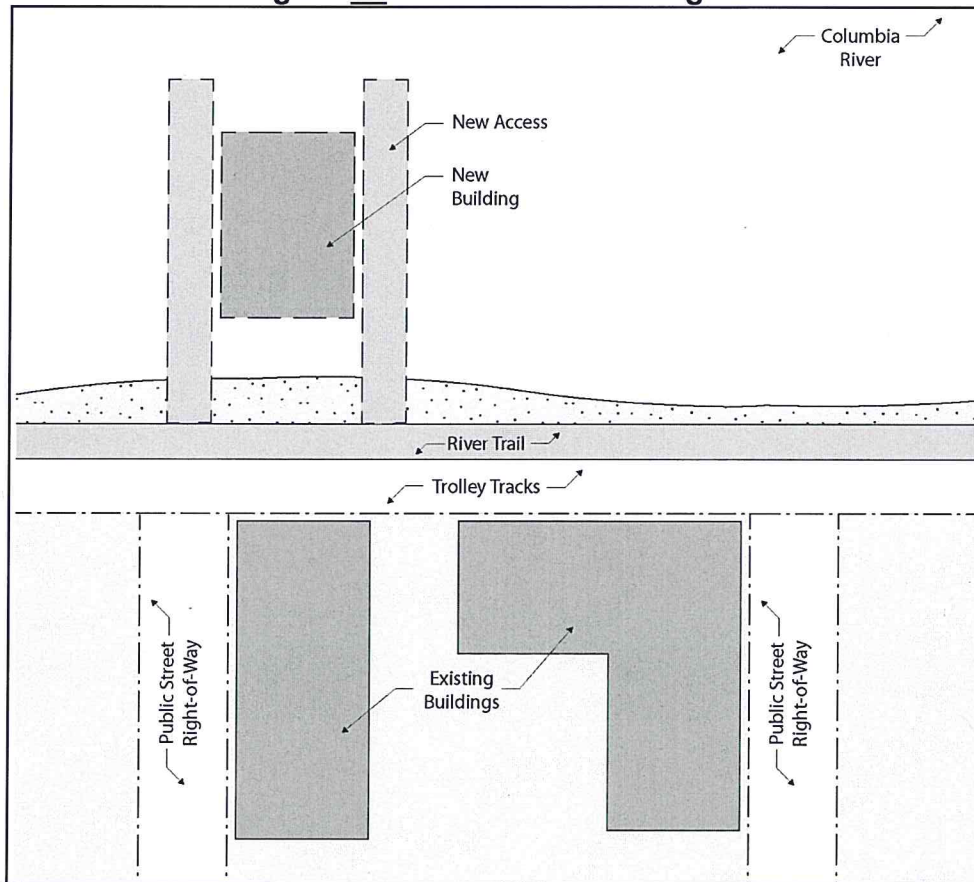 Columbia
River
New Access
New
Building
River Trail
Trolley Tracks
Public Street
Right-of-Way
Existing
Buildings
Public Street
Right-of-Way